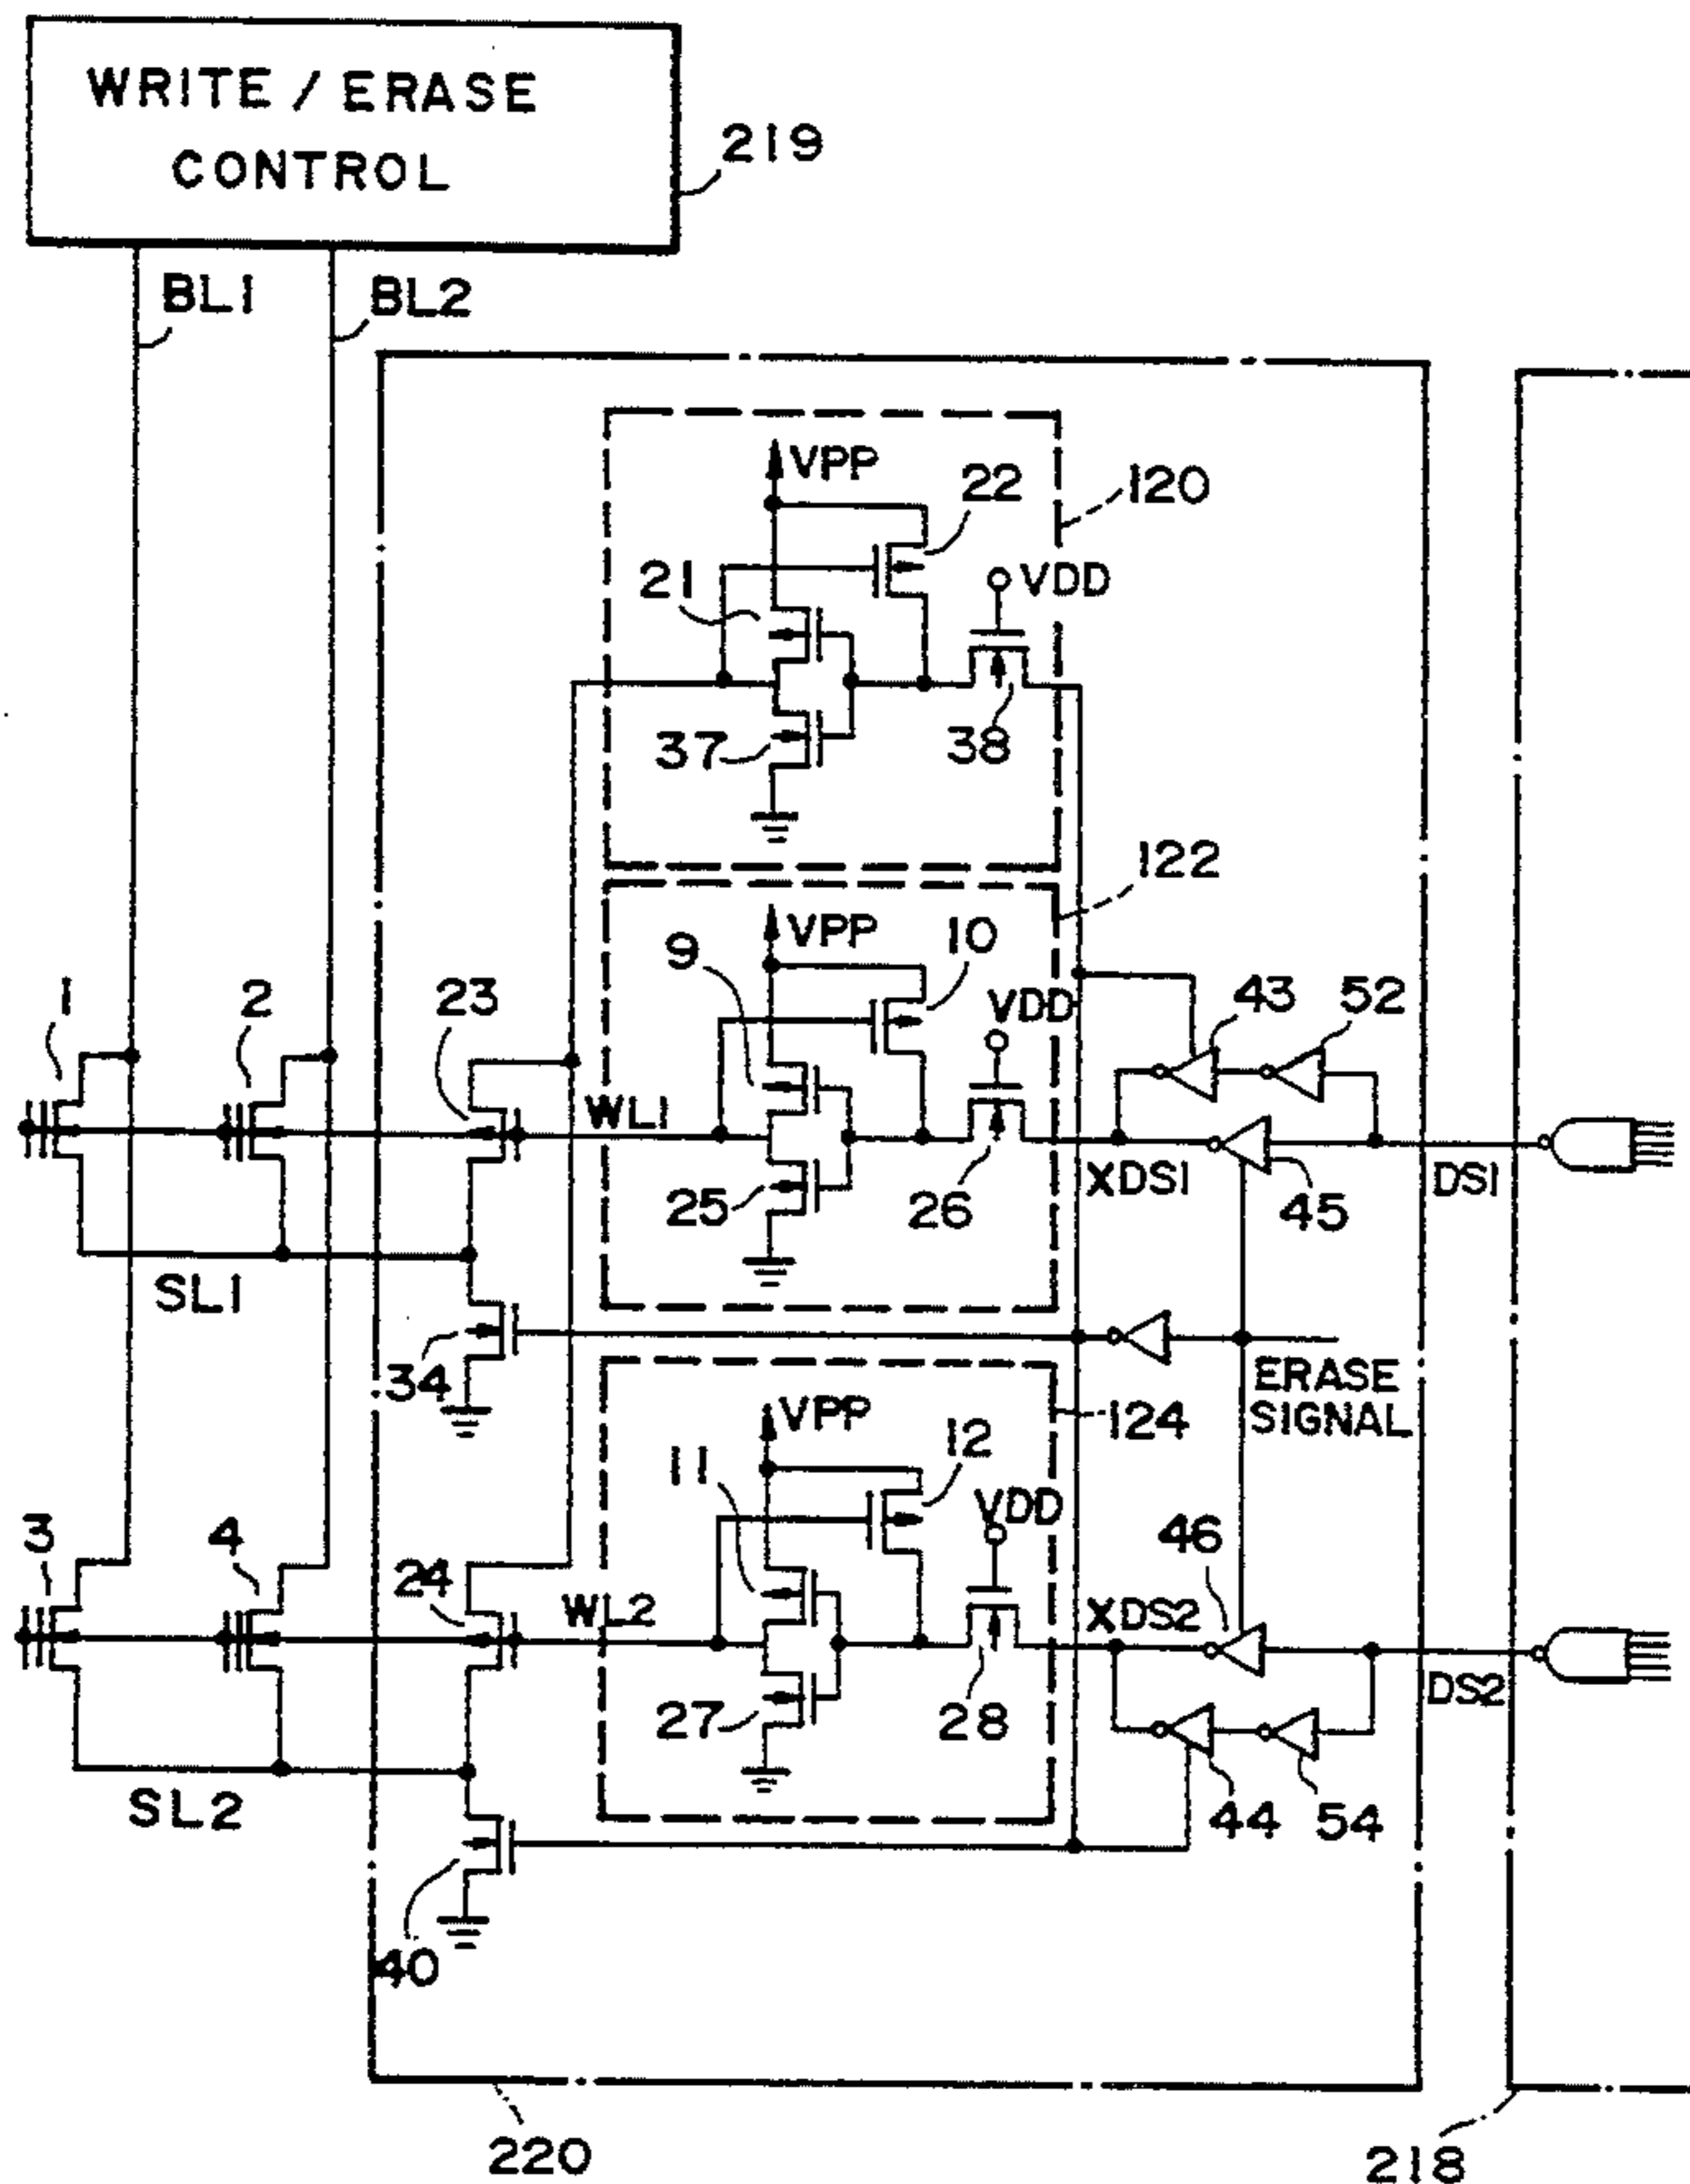 WRITE / ERASE
CONTROL
219
BL1
BL2
VPP
22
120
21
VDD
37
38
122
VPP
10
9
1
2
23
VDD
43
52
WL1
25
26
XDS1
45
DS1
SL1
34
ERASE
SIGNAL
VPP
124
12
11
VDD
46
3
4
24
WL2
XDS2
27
28
DS2
SL2
44
54
40
220
218